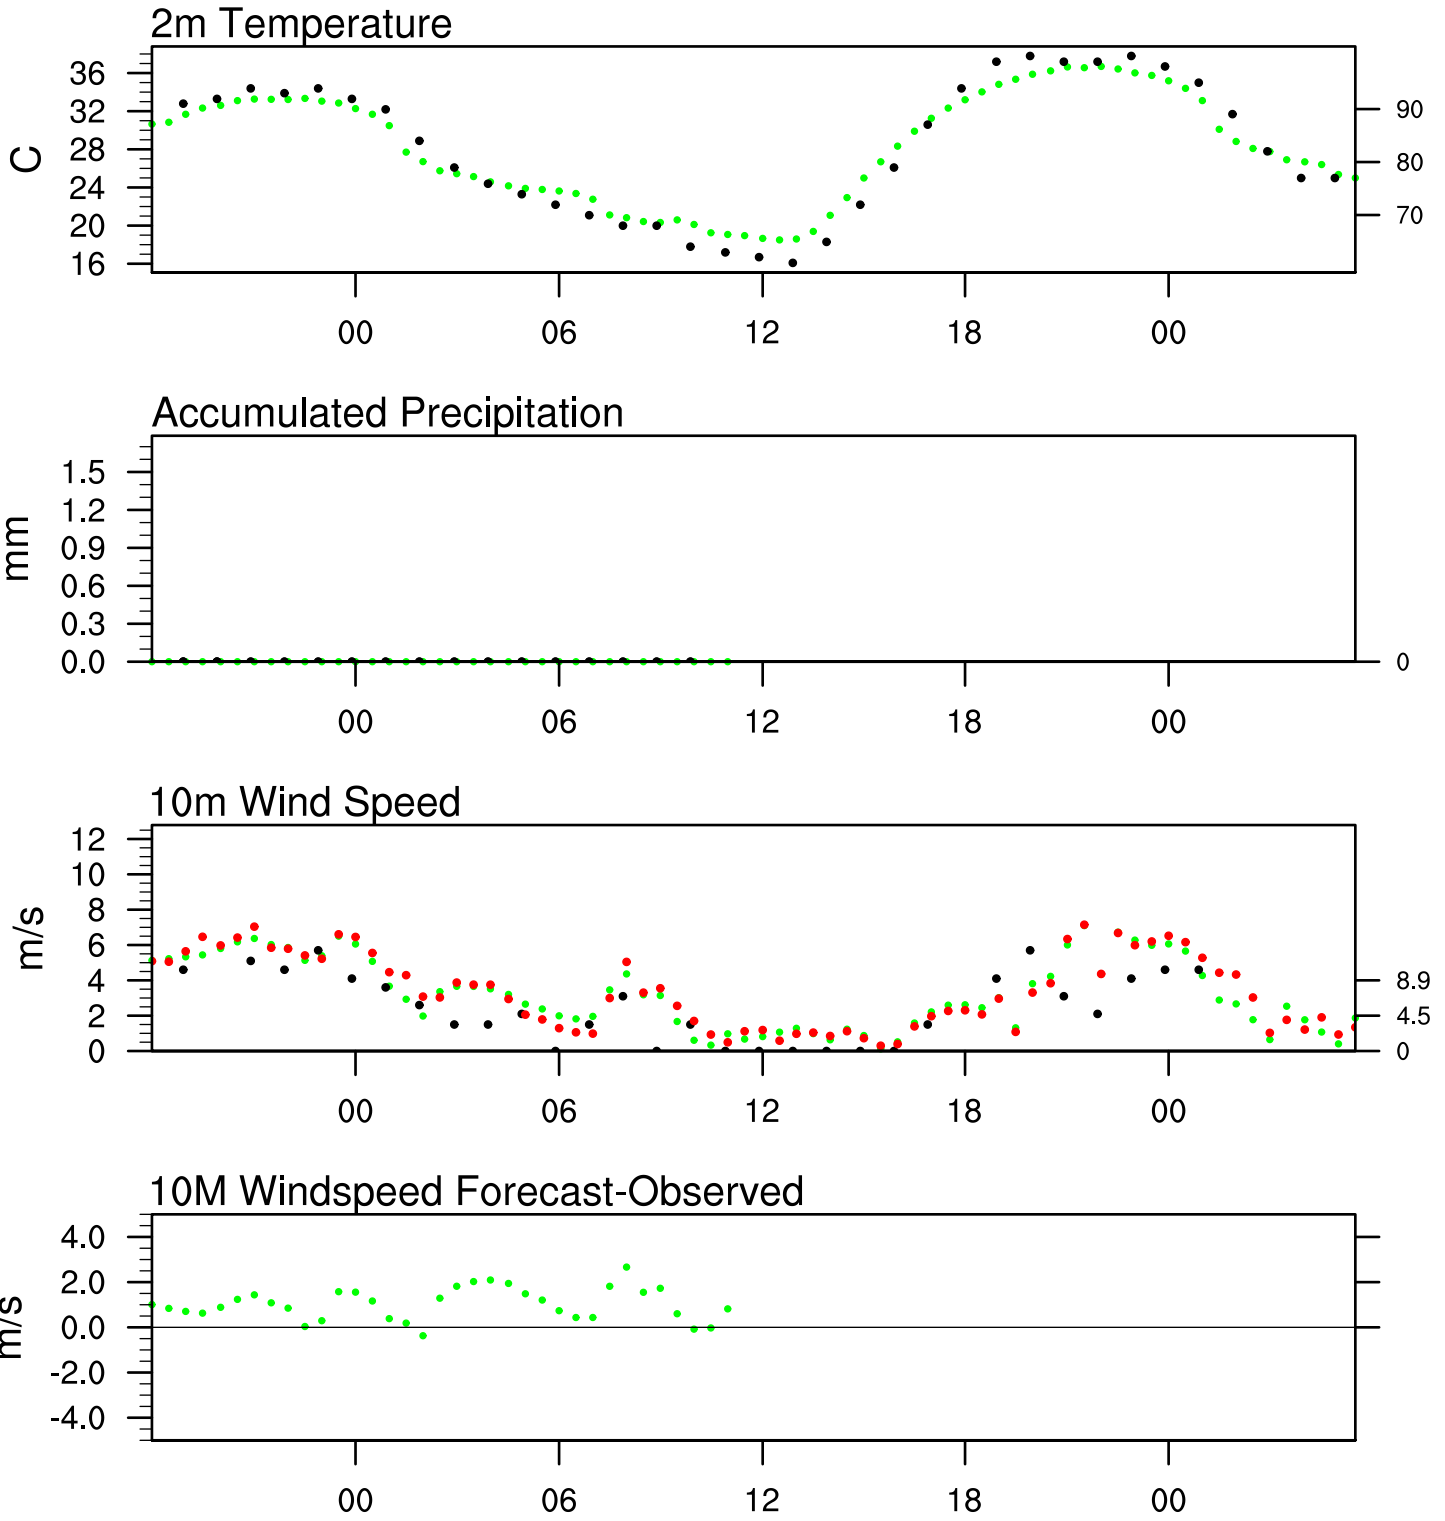 2m Temperature
36
32
28
24
20
16
C
90
80
70
00 06 12 18 00
Accumulated Precipitation
1.5
1.2
0.9
0.6
0.3
0.0
mm
0
00 06 12 18 00
10m Wind Speed
12
10
8
6
4
2
0
m/s
8.9
4.5
0
00 06 12 18 00
10M Windspeed Forecast-Observed
4.0
2.0
0.0
-2.0
-4.0
m/s
00 06 12 18 00